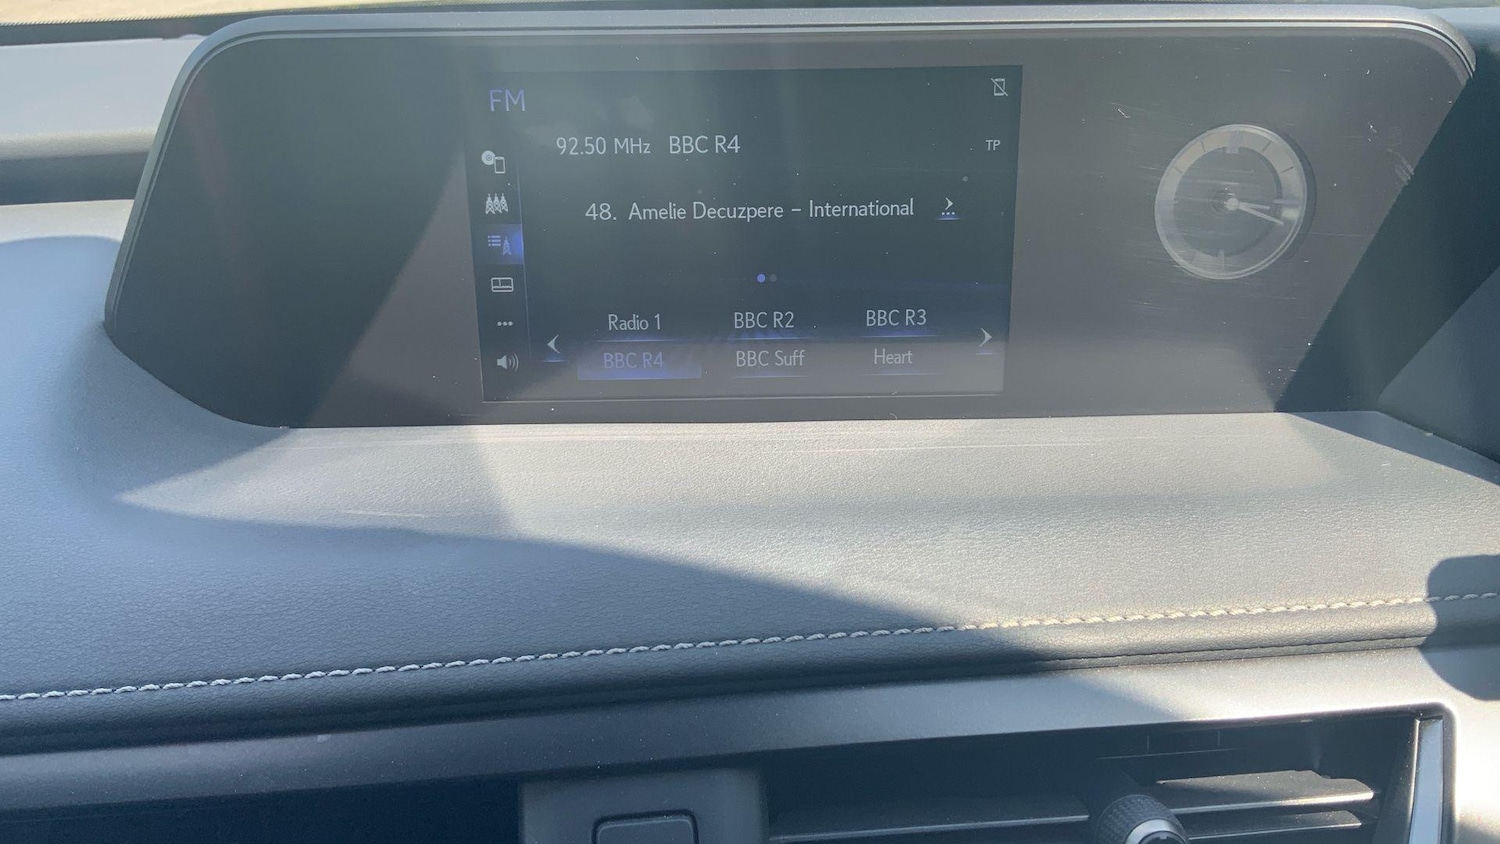 FM
92.50 MHz BBC R4
TP
48. Amelie Decuzpere – International
Radio 1 BBC R2 BBC R3
BBC R4 BBC Suff Heart